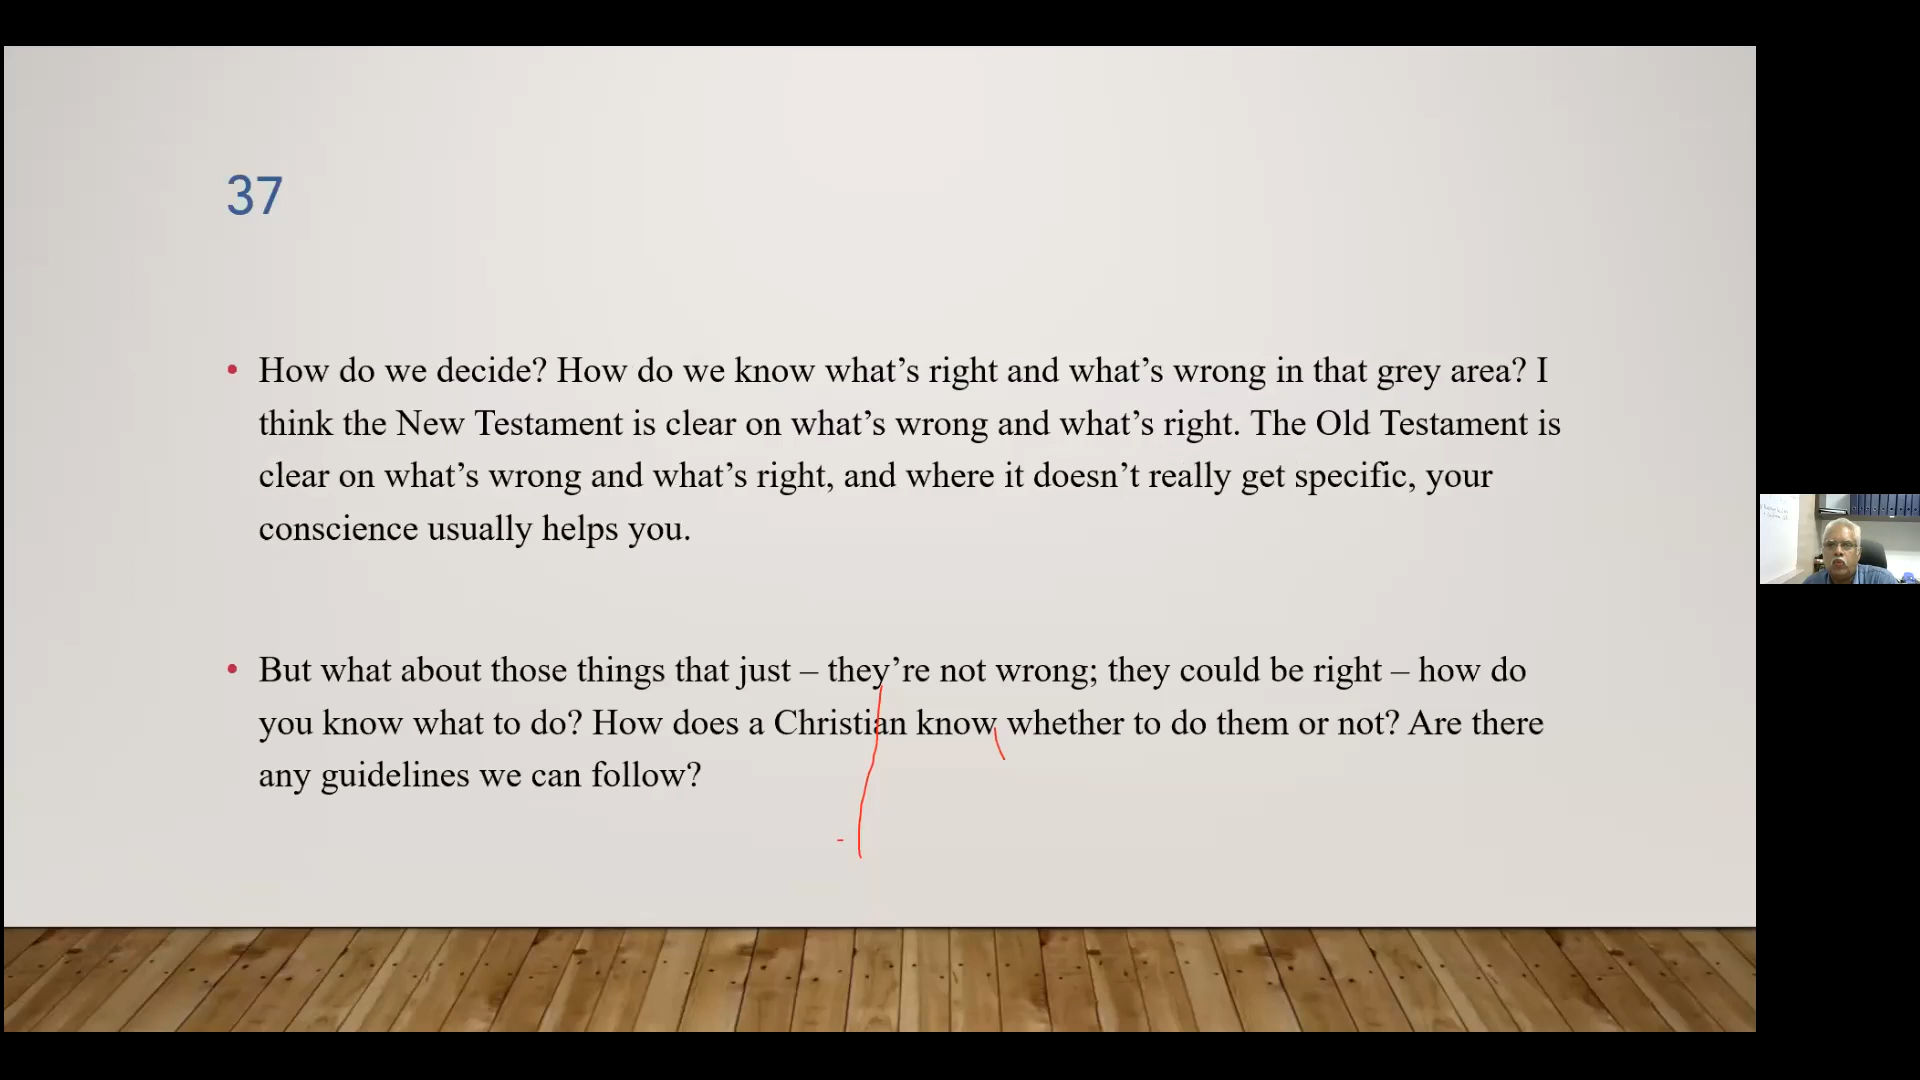 37
• How do we decide? How do we know what’s right and what’s wrong in that grey area? I
think the New Testament is clear on what’s wrong and what’s right. The Old Testament is
clear on what’s wrong and what’s right, and where it doesn’t really get specific, your
conscience usually helps you.
• But what about those things that just – they’re not wrong; they could be right – how do
you know what to do? How does a Christian know whether to do them or not? Are there
any guidelines we can follow?